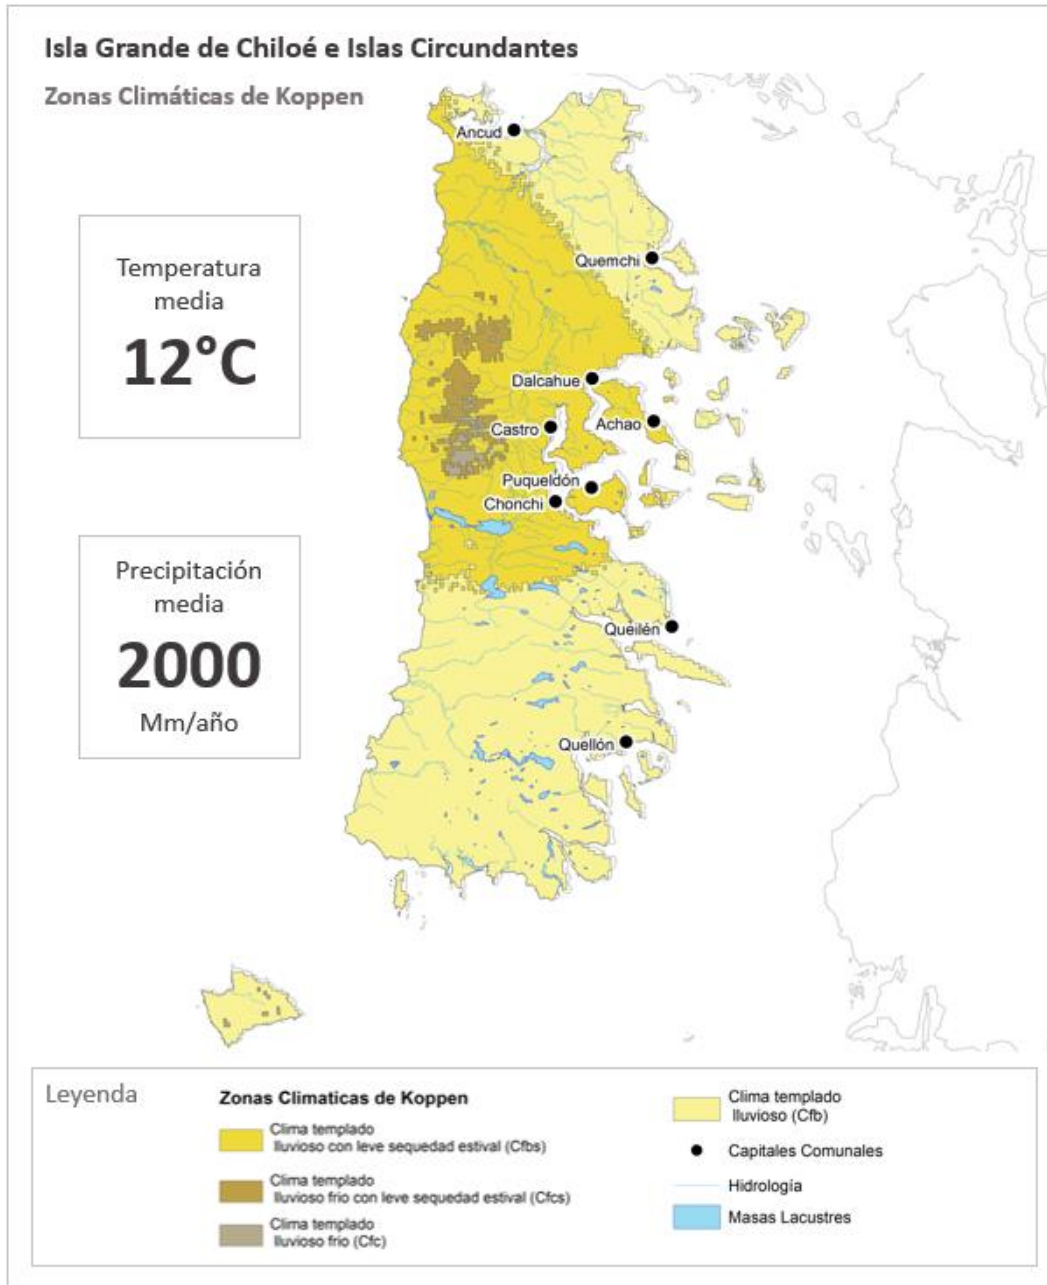 Isla Grande de Chiloé e Islas Circundantes
Zonas Climáticas de Koppen
Temperatura
media
12°C
Precipitación
media
2000
Mm/año
Ancud
Quemchi
Dalcahue
Castro
Achao
Puqueldón
Chonchi
Queilén
Quellón
Leyenda
Zonas Climaticas de Koppen
Clima templado
lluvioso con leve sequedad estival (Cfbs)
Clima templado
lluvioso frio con leve sequedad estival (Cfcs)
Clima templado
lluvioso frio (Cfc)
Clima templado
lluvioso (Cfb)
Capitales Comunales
Hidrología
Masas Lacustres